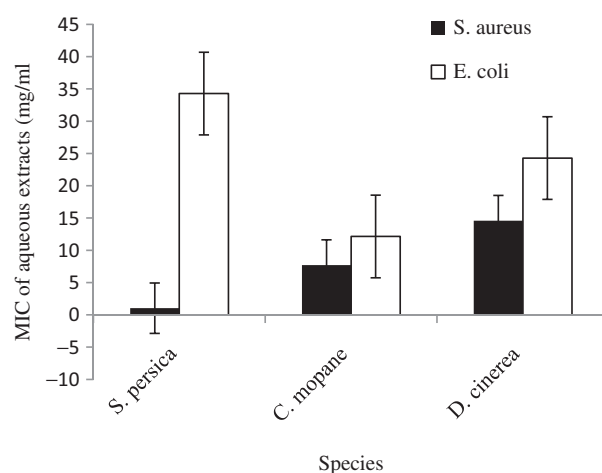 MIC of aqueous extracts (mg/ml
45
40
35
30
25
20
15
10
5
0
−5
−10
S. aureus
E. coli
S. persica
C. mopane
D. cinerea
Species